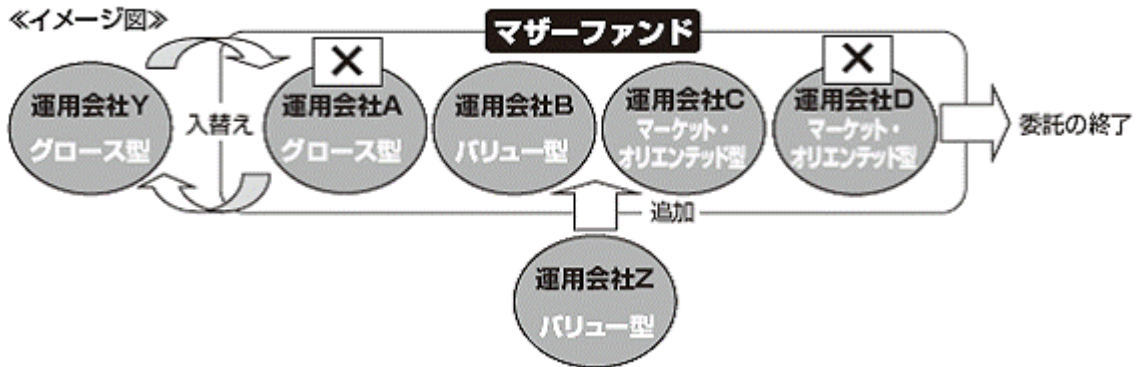 ≪イメージ図≫
マザーファンド
×
×
運用会社Y
グロース型
入替え
運用会社A
グロース型
運用会社B
バリュー型
運用会社C
マーケット・
オリエンテッド型
運用会社D
マーケット・
オリエンテッド型
委託の終了
追加
運用会社Z
バリュー型